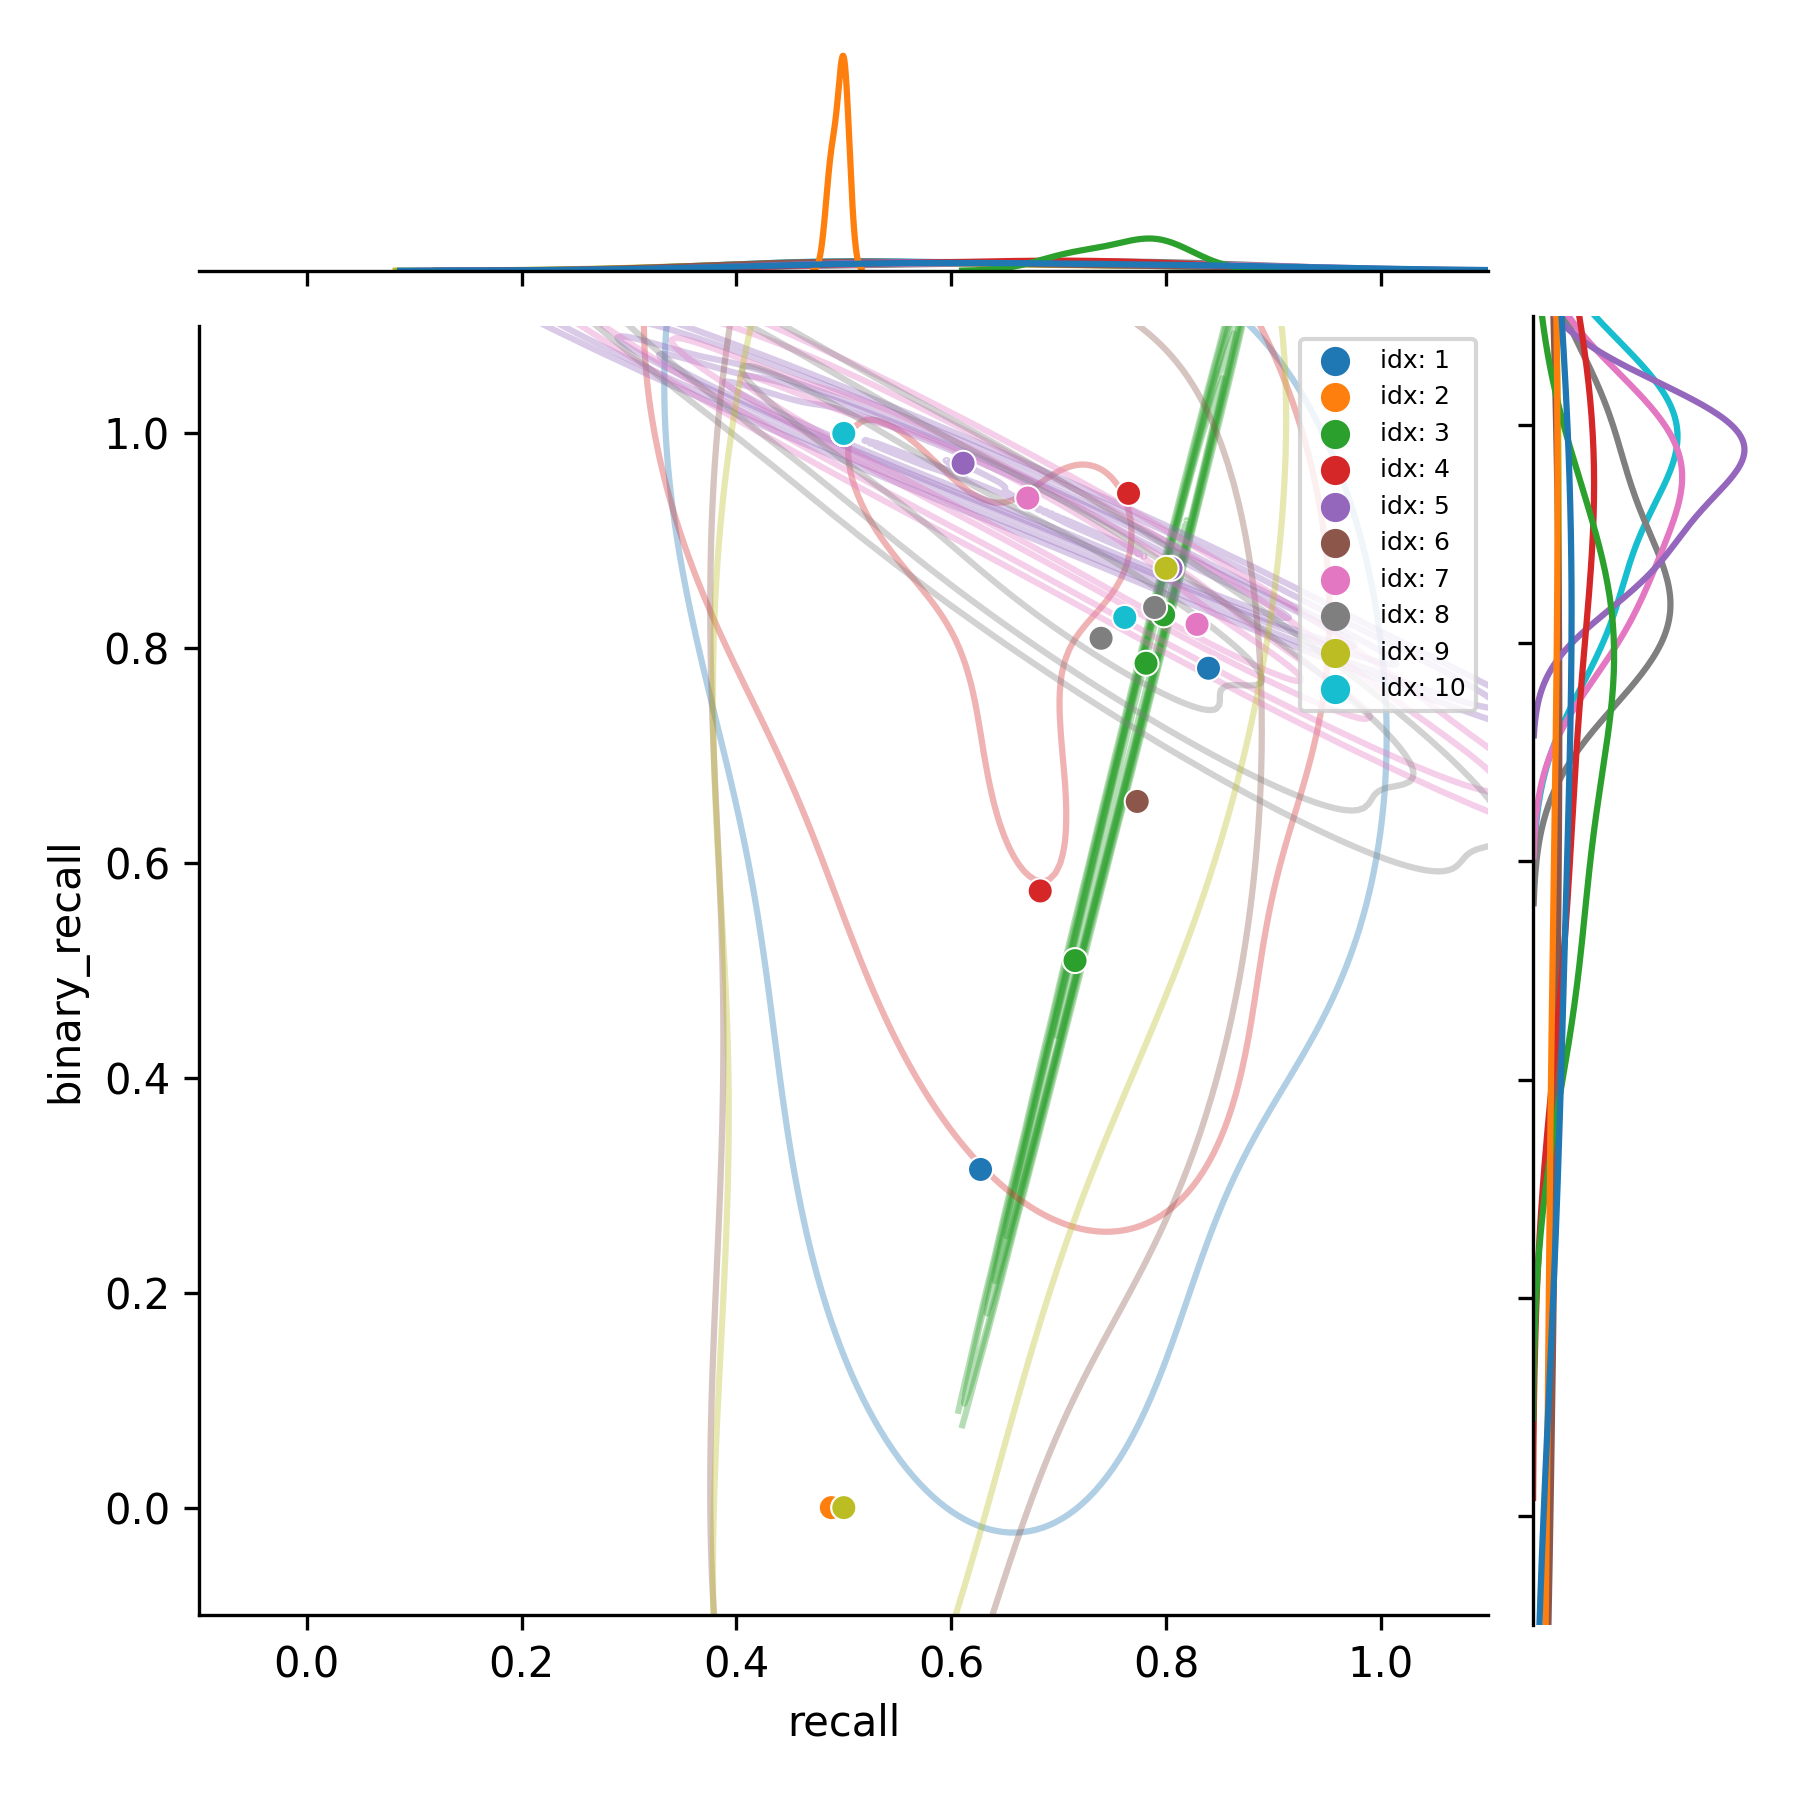 idx: 1
idx: 2
idx: 3
idx: 4
idx: 5
idx: 6
idx: 7
idx: 8
idx: 9
idx: 10
1.0
0.8
0.6
0.4
0.2
0.0
binary_recall
0.0 0.2 0.4 0.6 0.8 1.0
recall